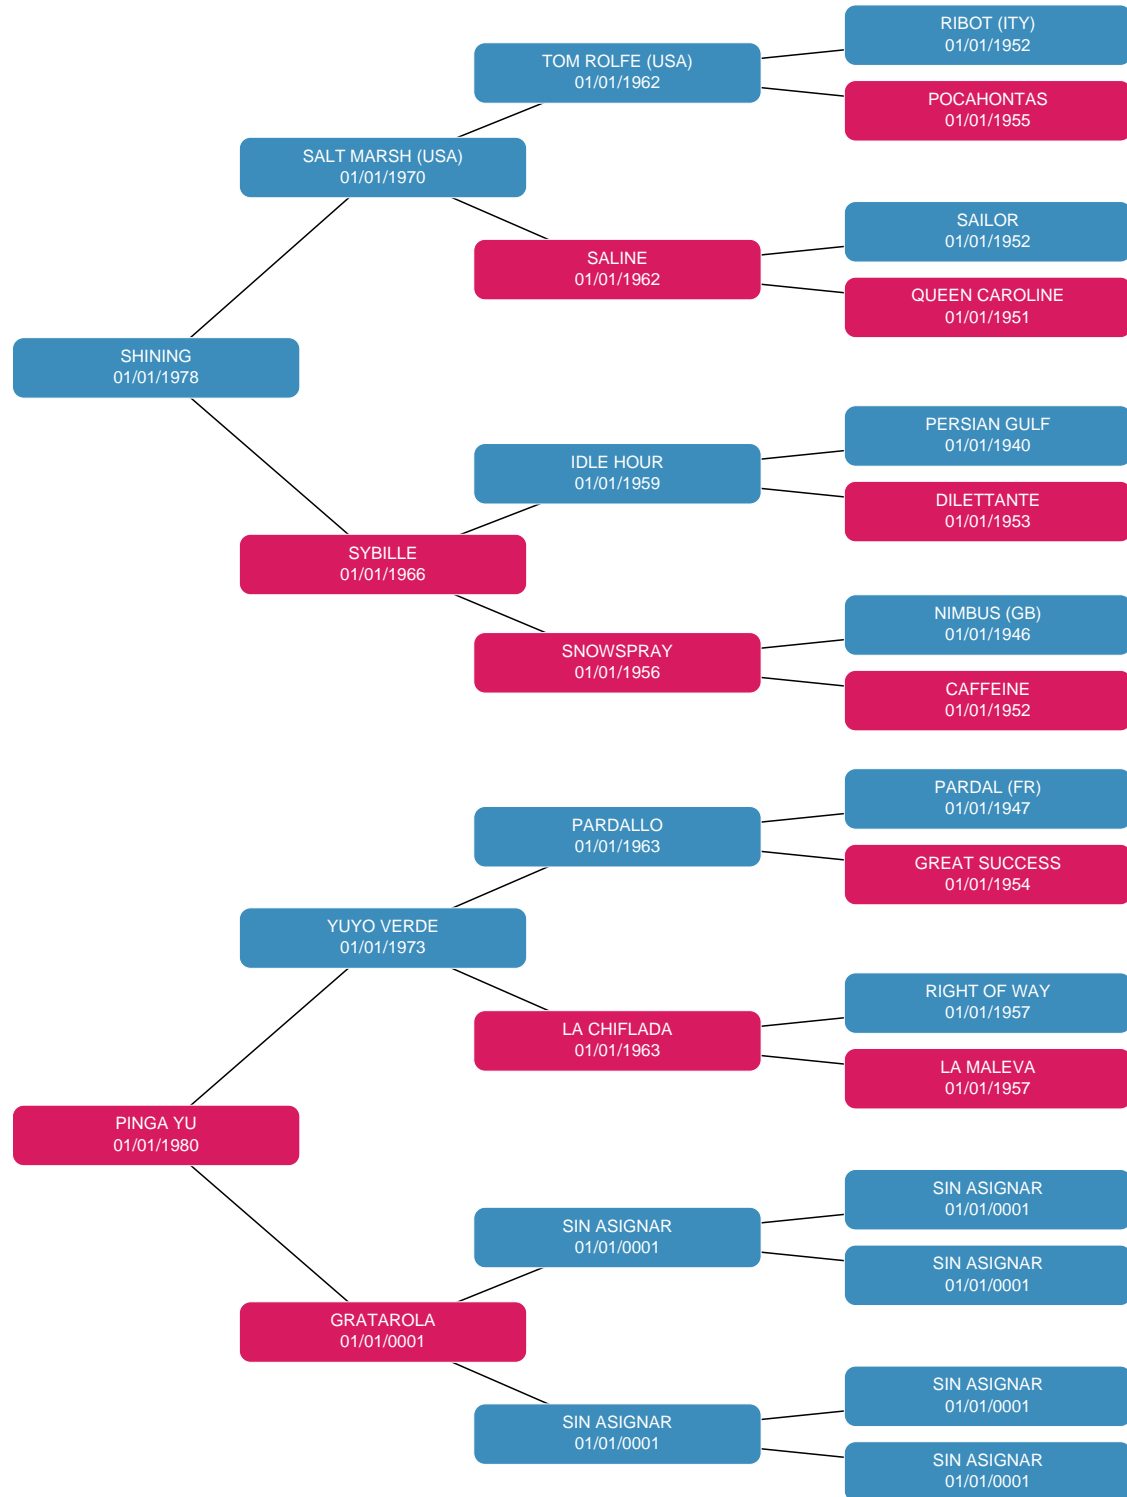 RIBOT (ITY)
01/01/1952
TOM ROLFE (USA)
01/01/1962
POCAHONTAS
01/01/1955
SALT MARSH (USA)
01/01/1970
SAILOR
01/01/1952
SALINE
01/01/1962
QUEEN CAROLINE
01/01/1951
SHINING
01/01/1978
PERSIAN GULF
01/01/1940
IDLE HOUR
01/01/1959
DILETTANTE
01/01/1953
SYBILLE
01/01/1966
NIMBUS (GB)
01/01/1946
SNOWSPRAY
01/01/1956
CAFFEINE
01/01/1952
PARDAL (FR)
01/01/1947
PARDALLO
01/01/1963
GREAT SUCCESS
01/01/1954
YUYO VERDE
01/01/1973
RIGHT OF WAY
01/01/1957
LA CHIFLADA
01/01/1963
LA MALEVA
01/01/1957
PINGA YU
01/01/1980
SIN ASIGNAR
01/01/0001
SIN ASIGNAR
01/01/0001
SIN ASIGNAR
01/01/0001
GRATAROLA
01/01/0001
SIN ASIGNAR
01/01/0001
SIN ASIGNAR
01/01/0001
SIN ASIGNAR
01/01/0001